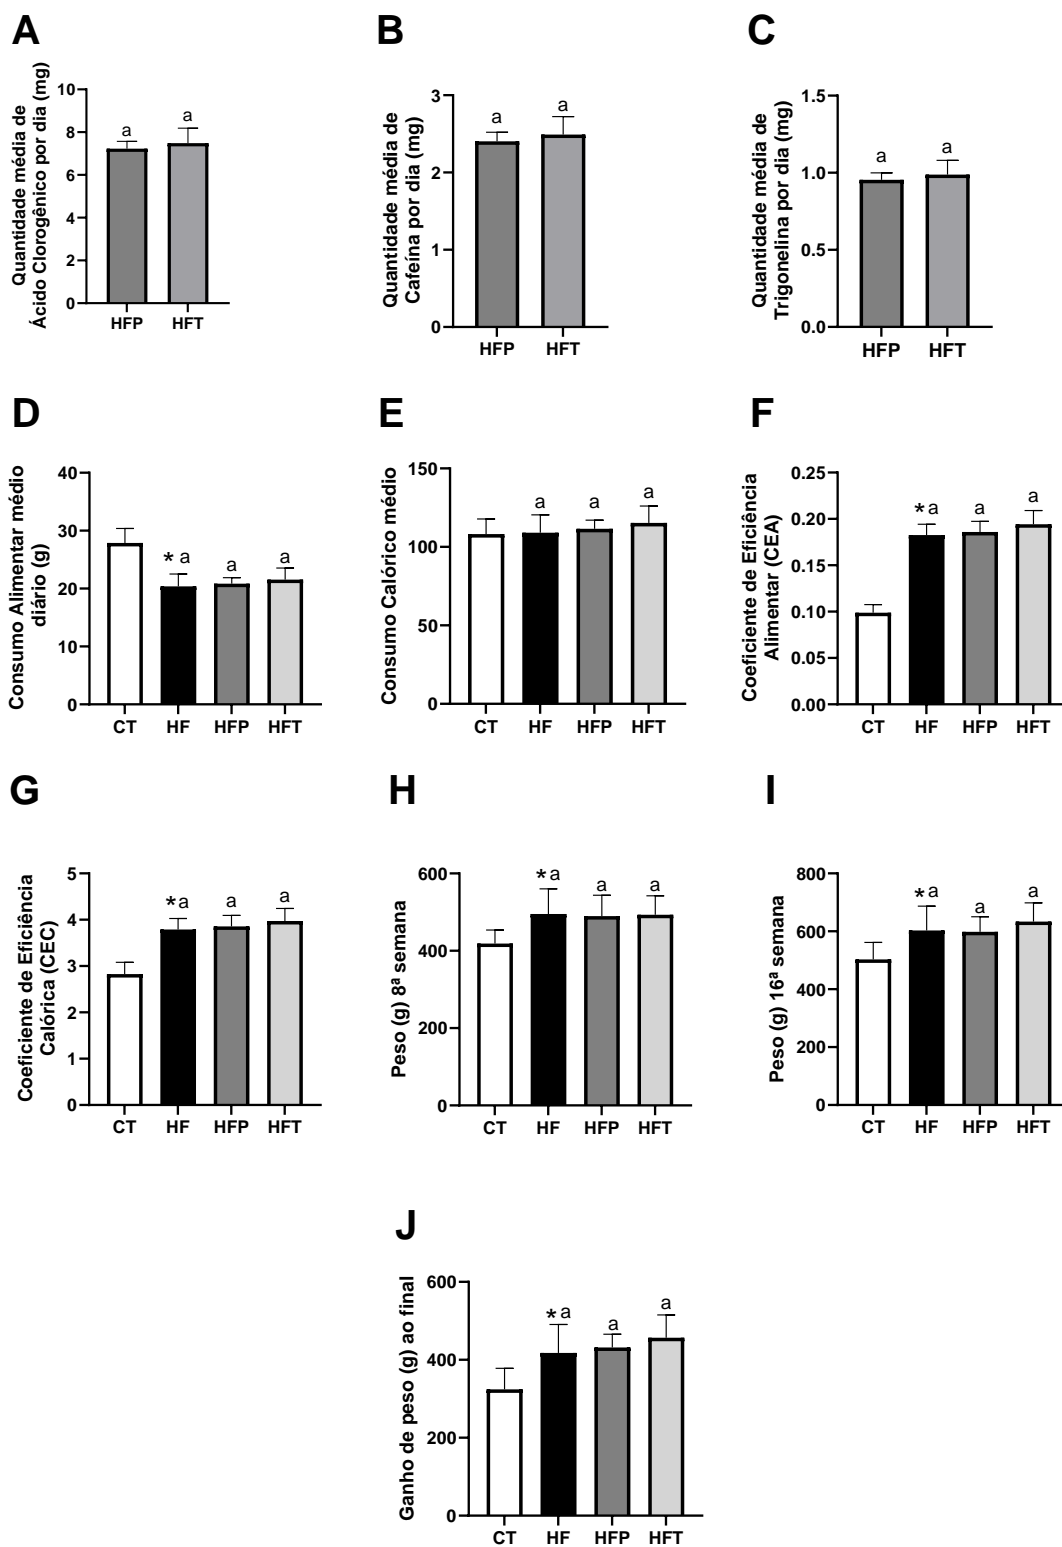 A
Quantidade média de
Ácido Clorogênico por dia (mg)
10
8
6
4
2
0
a
a
HFP
HFT
B
Quantidade média de
Cafeína por dia (mg)
3
2
1
0
a
a
HFP
HFT
C
Quantidade média de
Trigonelina por dia (mg)
1.5
1.0
0.5
0.0
a
a
HFP
HFT
D
Consumo Alimentar médio
diário (g)
40
30
20
10
0
* a
a
a
CT
HF
HFP
HFT
E
Consumo Calórico médio
150
100
50
0
a
a
a
CT
HF
HFP
HFT
F
Coeficiente de Eficiência
Alimentar (CEA)
0.25
0.20
0.15
0.10
0.05
0.00
* a
a
a
CT
HF
HFP
HFT
G
Coeficiente de Eficiência
Calórica (CEC)
5
4
3
2
1
0
*a
a
a
CT
HF
HFP
HFT
H
Peso (g) 8ª semana
600
400
200
0
*a
a
a
CT
HF
HFP
HFT
I
Peso (g) 16ª semana
800
600
400
200
0
*a
a
a
CT
HF
HFP
HFT
J
Ganho de peso (g) ao final
600
400
200
0
* a
a
a
CT
HF
HFP
HFT